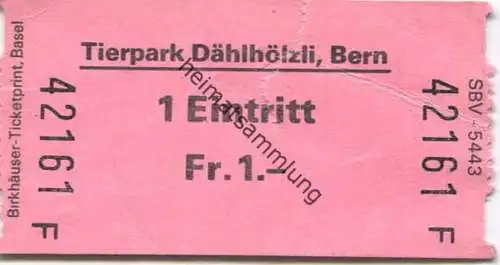 Tierpark Dählhölzli, Bern
1 Eintritt
Fr. 1.-
Birkhäuser-Ticketprint, Basel
42161 F
42161 F
SBV - 5443
heimatsammlung